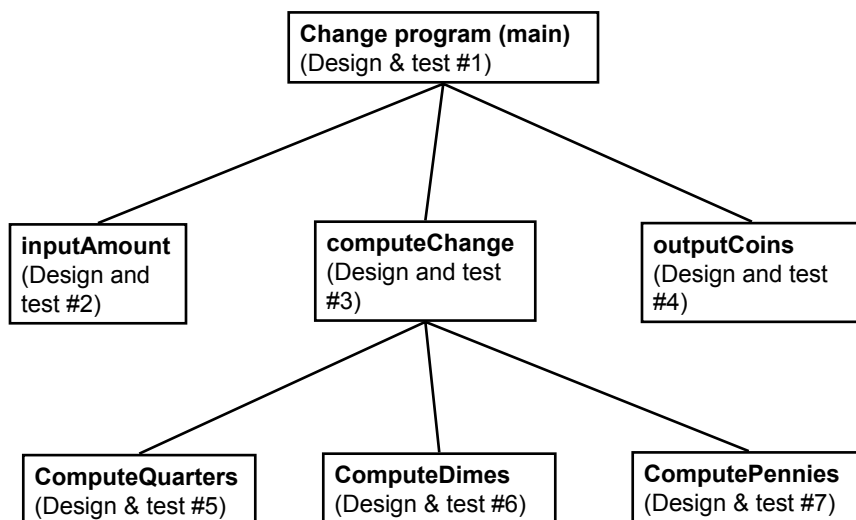 Change program (main)
(Design & test #1)
inputAmount
(Design and
test #2)
computeChange
(Design and test
#3)
outputCoins
(Design and test
#4)
ComputeQuarters
(Design & test #5)
ComputeDimes
(Design & test #6)
ComputePennies
(Design & test #7)